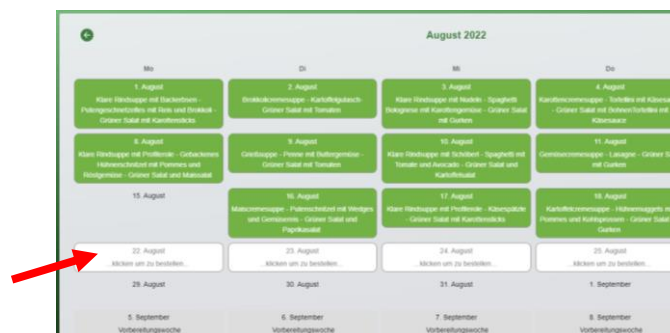 August 2022
Mo Di Mi Do
1. August
Klare Rindsuppe mit Backerbsen -
Putengeschnetzeltes mit Reis und Brokkoli -
Grüner Salat mit Karottensticks
2. August
Brokkolicremesuppe - Kartoffelgulasch-
Grüner Salat mit Tomaten
3. August
Klare Rindsuppe mit Nudeln - Spaghetti
Bolognese mit Karottengemüse - Grüner Salat
mit Gurken
4. August
Karottencremesuppe - Tortellini mit Käsesa
- Grüner Salat mit Bohnen/Tortellini mit
Käsesauce
8. August
Klare Rindsuppe mit Profiterole - Gebackenes
Hühnerschnitzel mit Pommes und
Röstgemüse - Grüner Salat und Maissalat
9. August
Grießsuppe - Penne mit Buttergemüse -
Grüner Salat mit Tomaten
10. August
Klare Rindsuppe mit Schöberl - Spaghetti mit
Tomate und Avocado - Grüner Salat und
Kartoffelsalat
11. August
Gemüsecremesuppe - Lasagne - Grüner S
mit Gurken
15. August
16. August
Maiscremesuppe - Putenschnitzel mit Wedges
und Gemüsereis - Grüner Salat und
Paprikasalat
17. August
Klare Rindsuppe mit Profiterole - Käsespätzle
- Grüner Salat mit Karottensticks
18. August
Kartoffelcremesuppe - Hühnernuggets m
Pommes und Kohlsprossen - Grüner Salat
Gurken
22. August
...klicken um zu bestellen...
23. August
...klicken um zu bestellen...
24. August
...klicken um zu bestellen...
25. August
...klicken um zu bestellen...
29. August
30. August
31. August
1. September
5. September
Vorbereitungswoche
6. September
Vorbereitungswoche
7. September
Vorbereitungswoche
8. September
Vorbereitungswoche